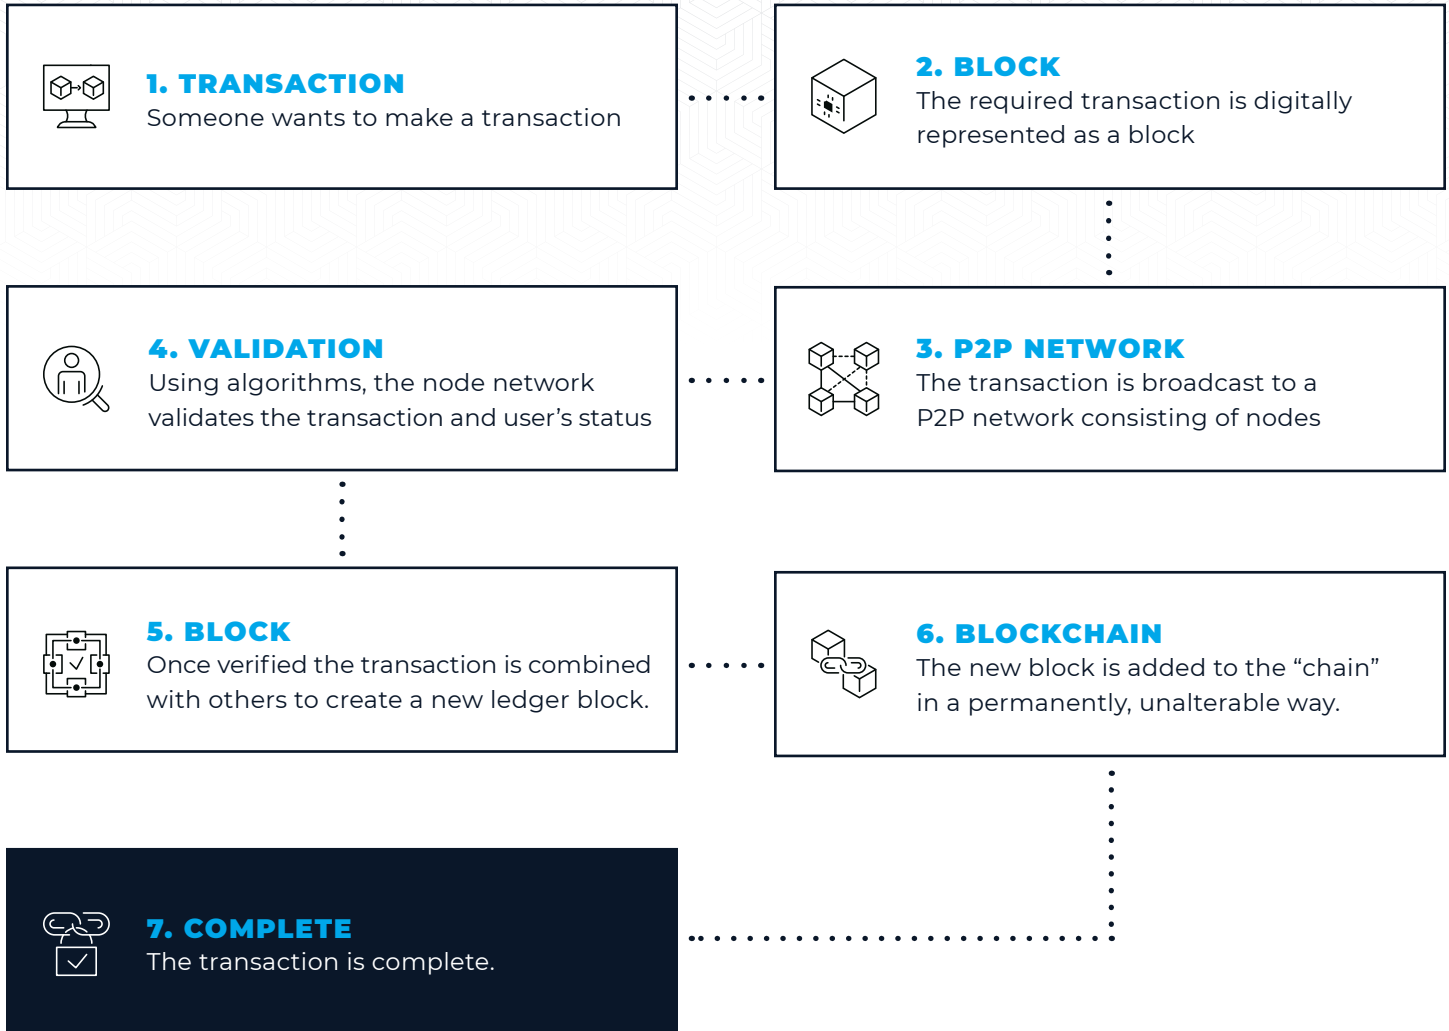 1. TRANSACTION
Someone wants to make a transaction
2. BLOCK
The required transaction is digitally
represented as a block
3. P2P NETWORK
The transaction is broadcast to a
P2P network consisting of nodes
4. VALIDATION
Using algorithms, the node network
validates the transaction and user’s status
5. BLOCK
Once verified the transaction is combined
with others to create a new ledger block.
6. BLOCKCHAIN
The new block is added to the “chain”
in a permanently, unalterable way.
7. COMPLETE
The transaction is complete.